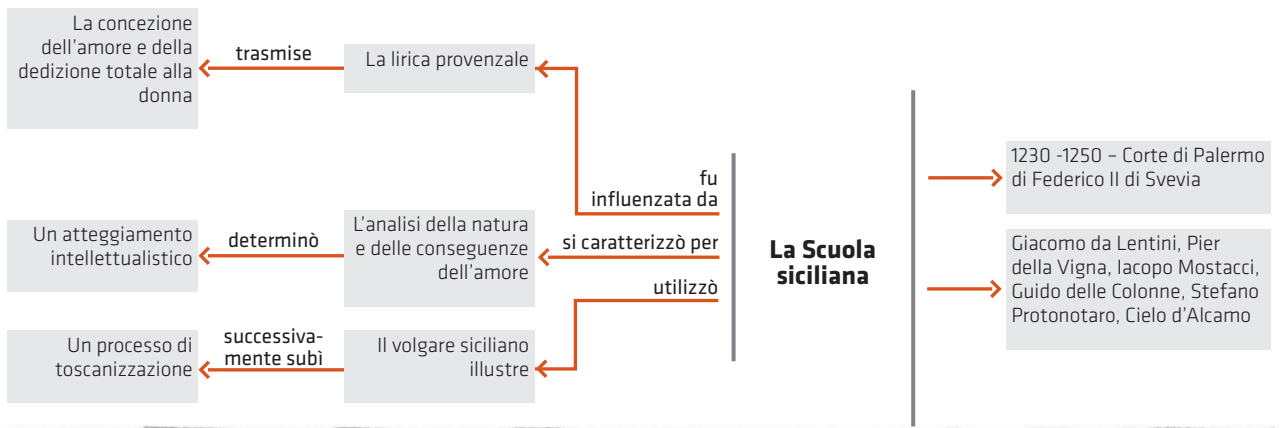 La concezione
dell’amore e della
dedizione totale alla
donna
trasmise
La lirica provenzale
fu
influenzata da
Un atteggiamento
intellettualistico
determinò
L’analisi della natura
e delle conseguenze
dell’amore
si caratterizzò per
Un processo di
toscanizzazione
successiva-
mente subì
Il volgare siciliano
illustre
utilizzò
La Scuola
siciliana
1230 -1250 – Corte di Palermo
di Federico II di Svevia
Giacomo da Lentini, Pier
della Vigna, Iacopo Mostacci,
Guido delle Colonne, Stefano
Protonotaro, Cielo d’Alcamo